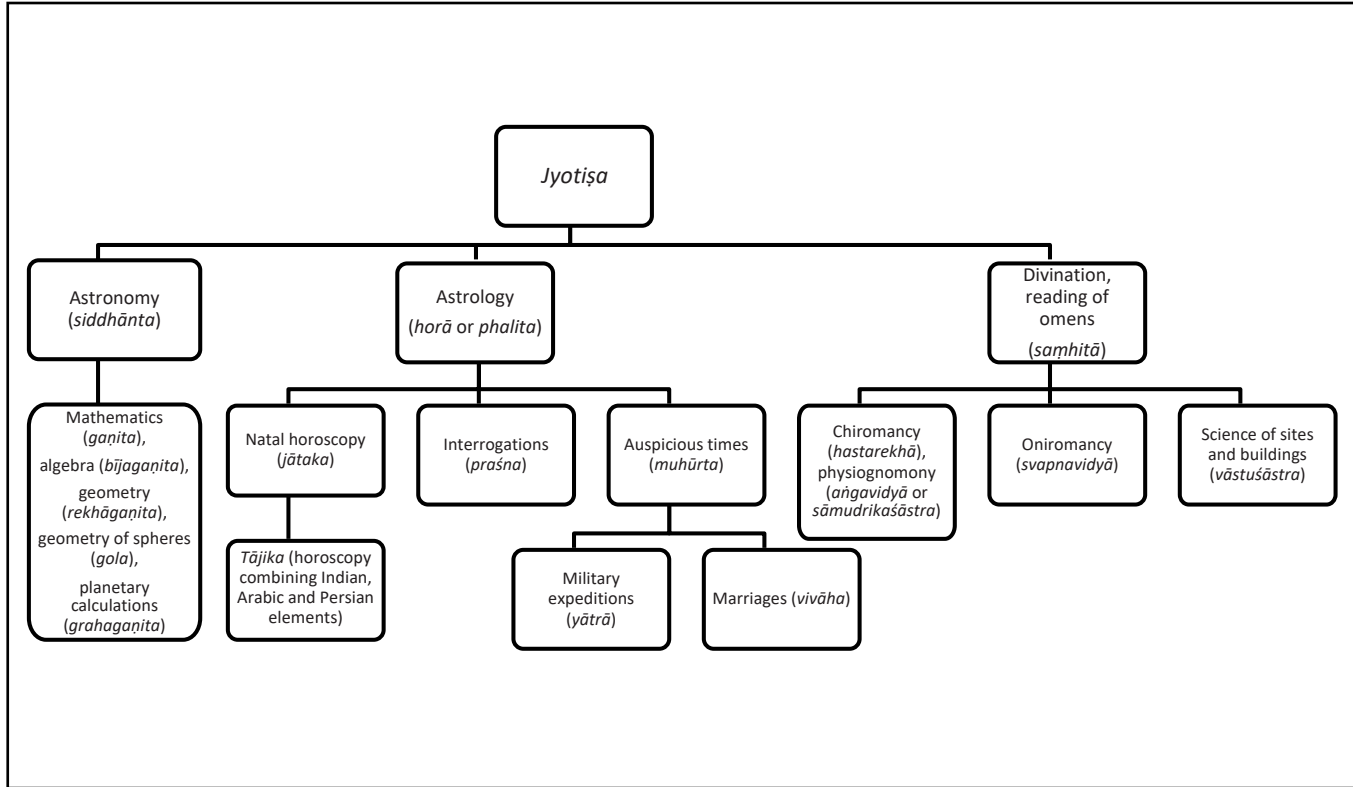 Jyotiṣa
Astronomy
(siddhānta)
Astrology
(horā or phalita)
Divination,
reading of
omens
(saṃhitā)
Mathematics
(gaṇita),
algebra (bījagaṇita),
geometry
(rekhāgaṇita),
geometry of spheres
(gola),
planetary
calculations
(grahagaṇita)
Natal horoscopy
(jātaka)
Interrogations
(praśna)
Auspicious times
(muhūrta)
Chiromancy
(hastarekhā),
physiognomony
(aṅgavidyā or
sāmudrikaśāstra)
Oniromancy
(svapnavidyā)
Science of sites
and buildings
(vāstuśāstra)
Tājika (horoscopy
combining Indian,
Arabic and Persian
elements)
Military
expeditions
(yātrā)
Marriages (vivāha)